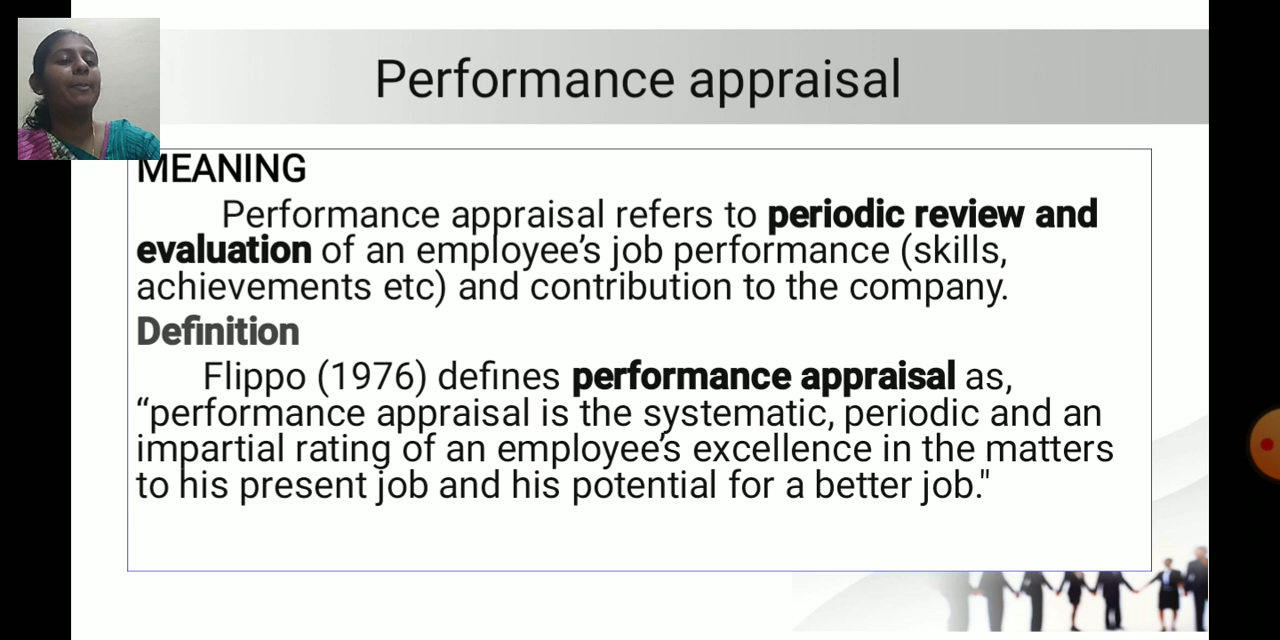 Performance appraisal
MEANING
Performance appraisal refers to periodic review and
evaluation of an employee’s job performance (skills,
achievements etc) and contribution to the company.
Definition
Flippo (1976) defines performance appraisal as,
“performance appraisal is the systematic, periodic and an
impartial rating of an employee’s excellence in the matters
to his present job and his potential for a better job."